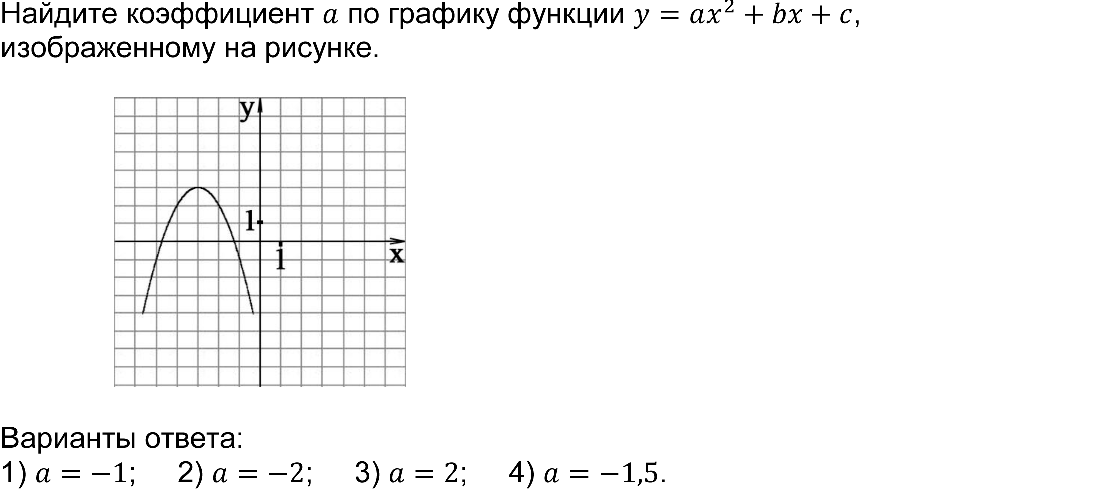 Найдите коэффициент a по графику функции y = ax² + bx + c,
изображенному на рисунке.
y
1
1
x
Варианты ответа:
1) a = −1; 2) a = −2; 3) a = 2; 4) a = −1,5.